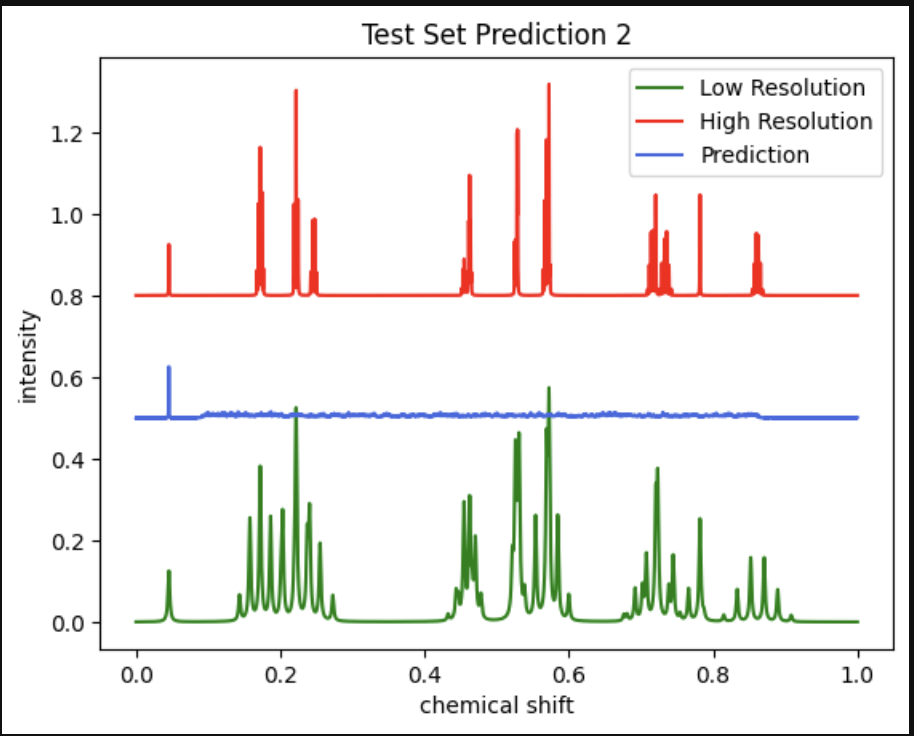 Test Set Prediction 2
Low Resolution
High Resolution
Prediction
intensity
1.2
1.0
0.8
0.6
0.4
0.2
0.0
0.0 0.2 0.4 0.6 0.8 1.0
chemical shift